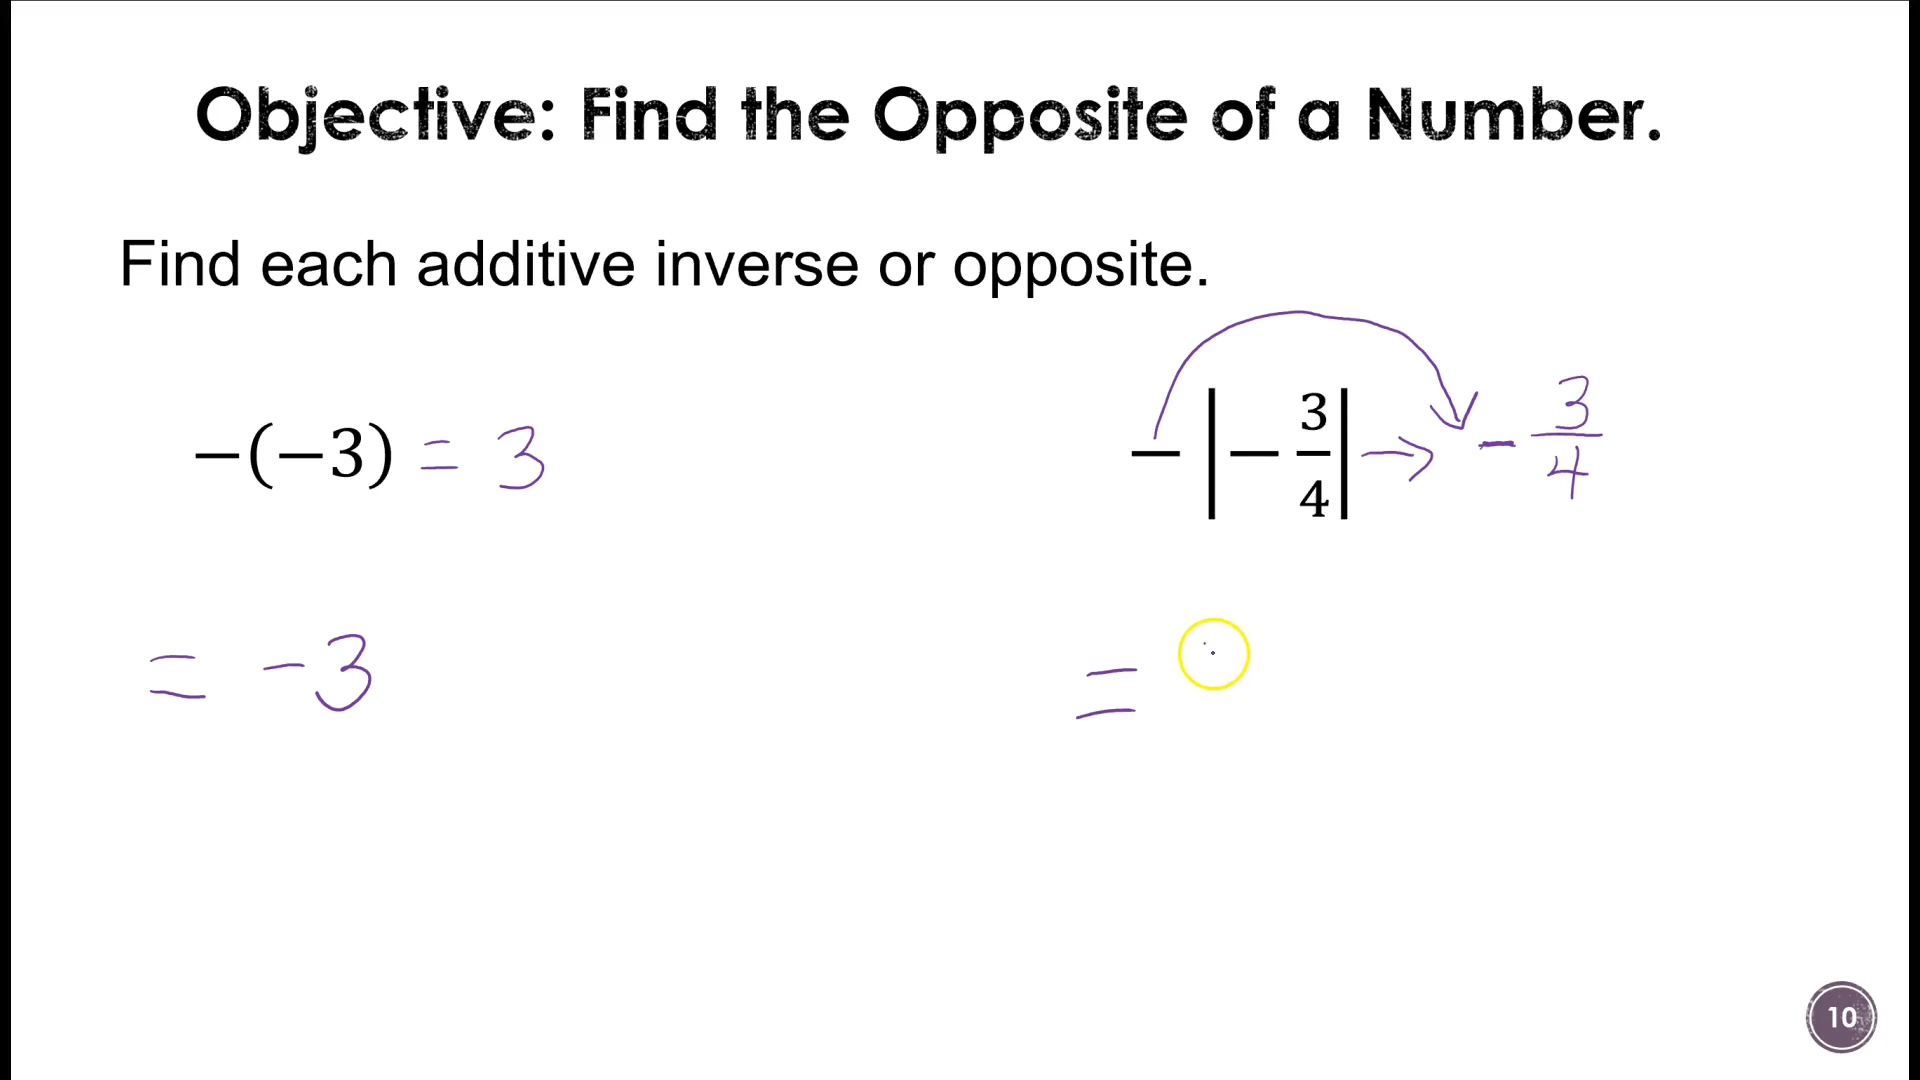 Objective: Find the Opposite of a Number.
Find each additive inverse or opposite.
−(−3) = 3
−|−3/4| → -3/4
= -3
=
10